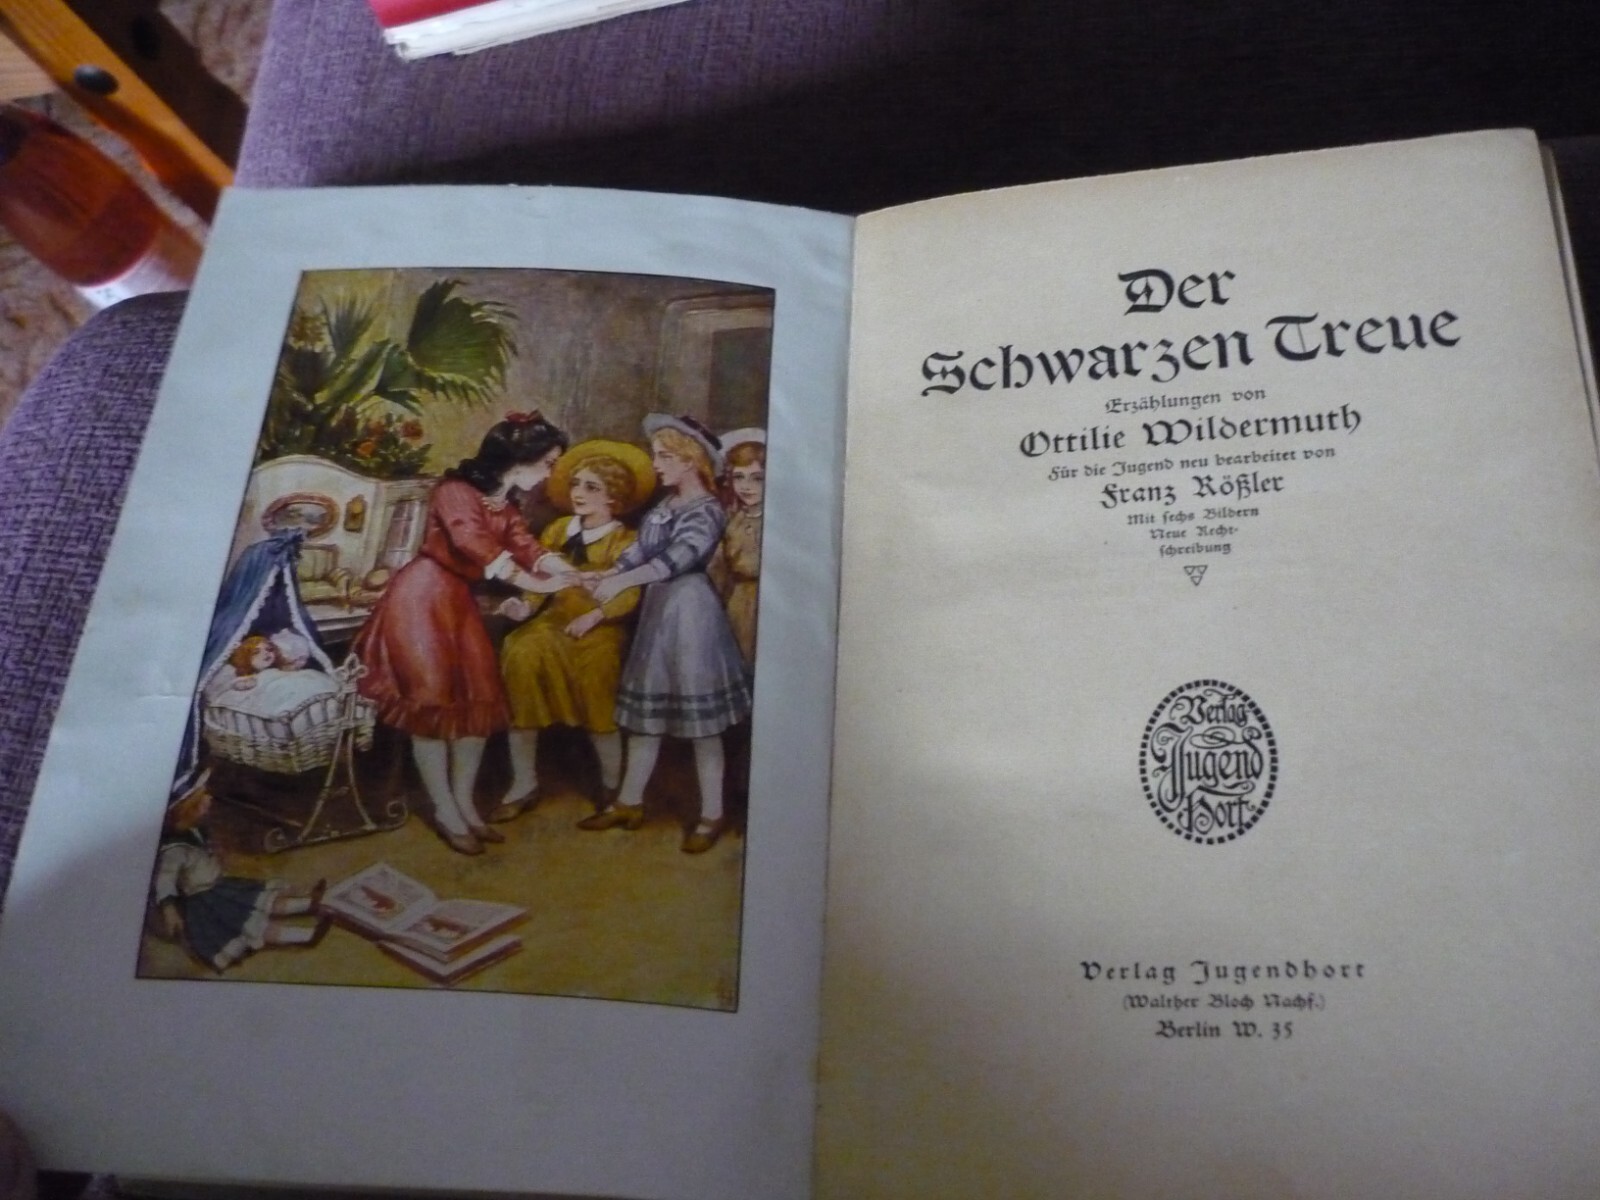 Der
Schwarzen Treue
Erzählungen von
Ottilie Wildermuth
Für die Jugend neu bearbeitet von
Franz Rößler
Mit sechs Bildern
Neue Recht-
schreibung
Verlag
Jugend
Hort
Verlag Jugendhort
(Walther Bloch Nachf.)
Berlin W. 35